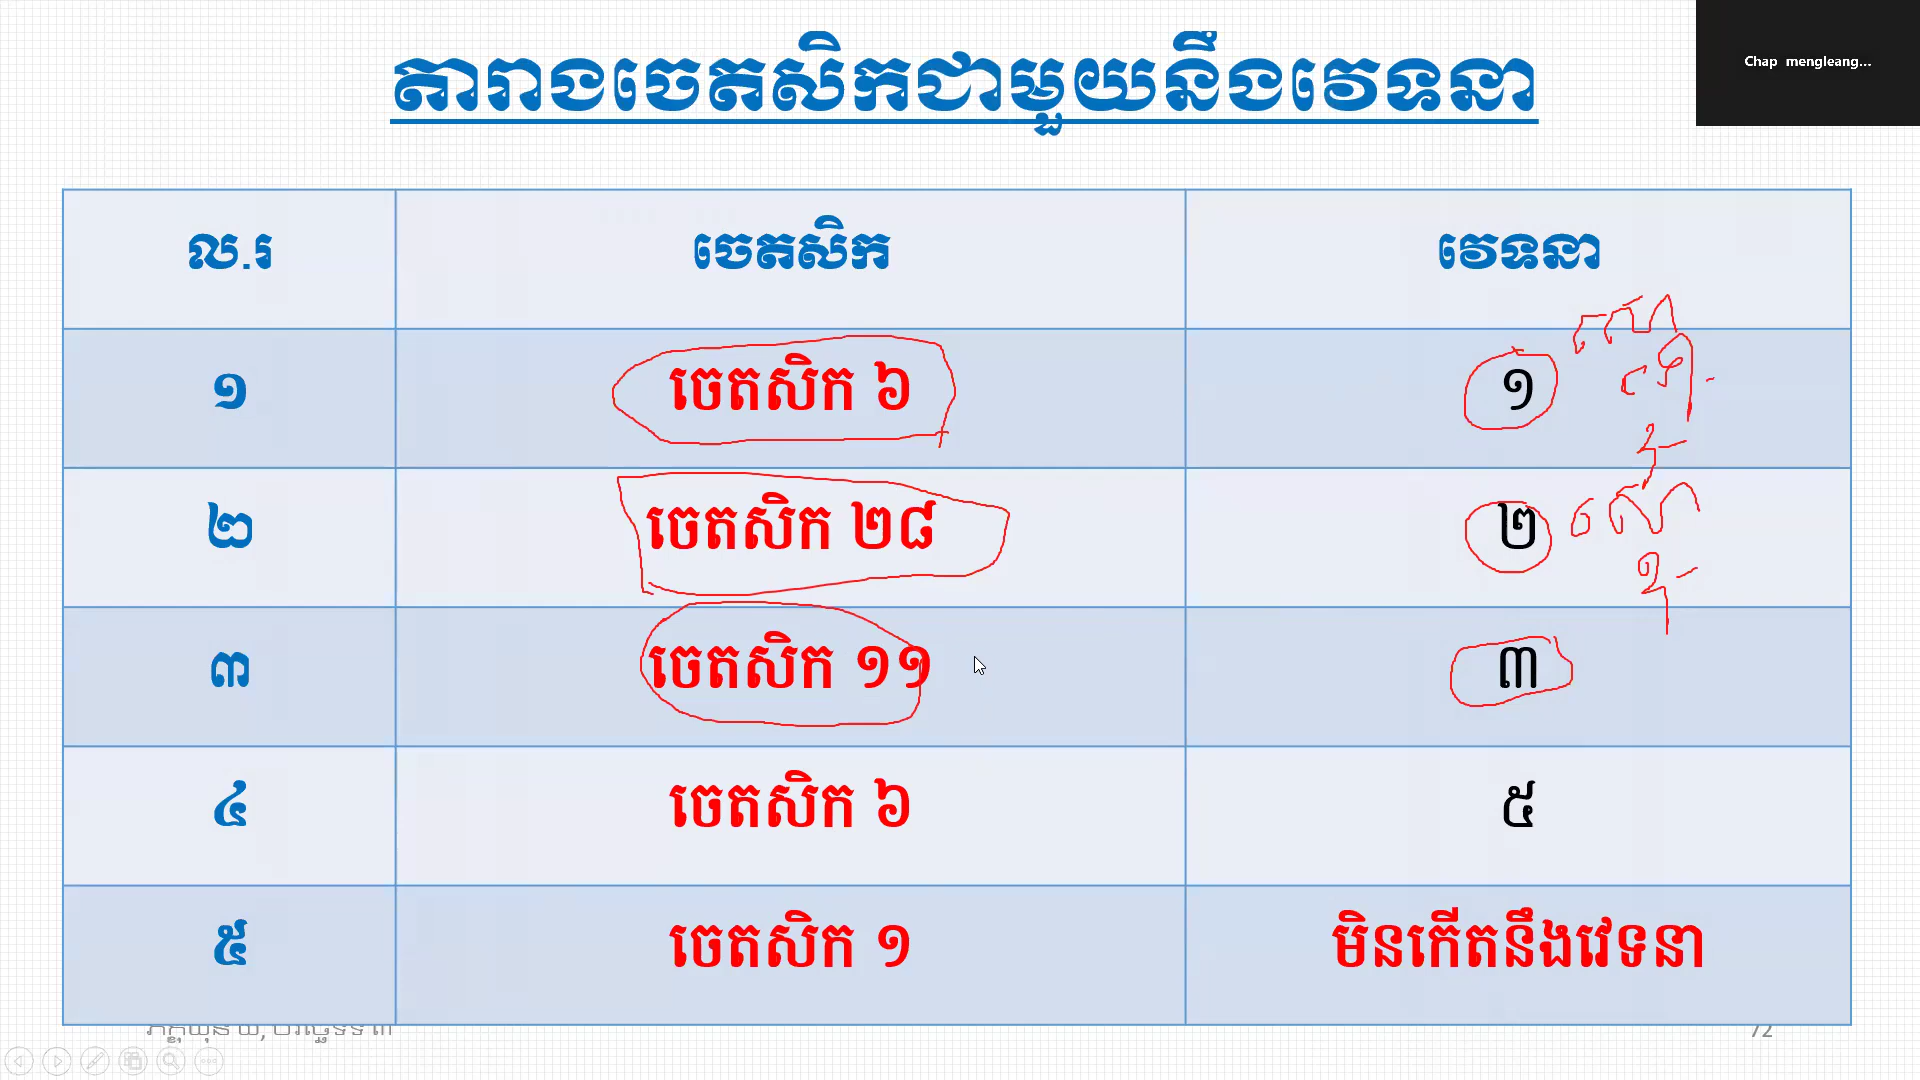 តារាងចេតសិកជាមួយនឹងវេទនា
Chap mengleang...
ល.រ ចេតសិក វេទនា
១ ចេតសិក ៦ ១
២ ចេតសិក ២៨ ២
៣ ចេតសិក ១១ ៣
៤ ចេតសិក ៦ ៥
៥ ចេតសិក ១ មិនកើតនឹងវេទនា
72